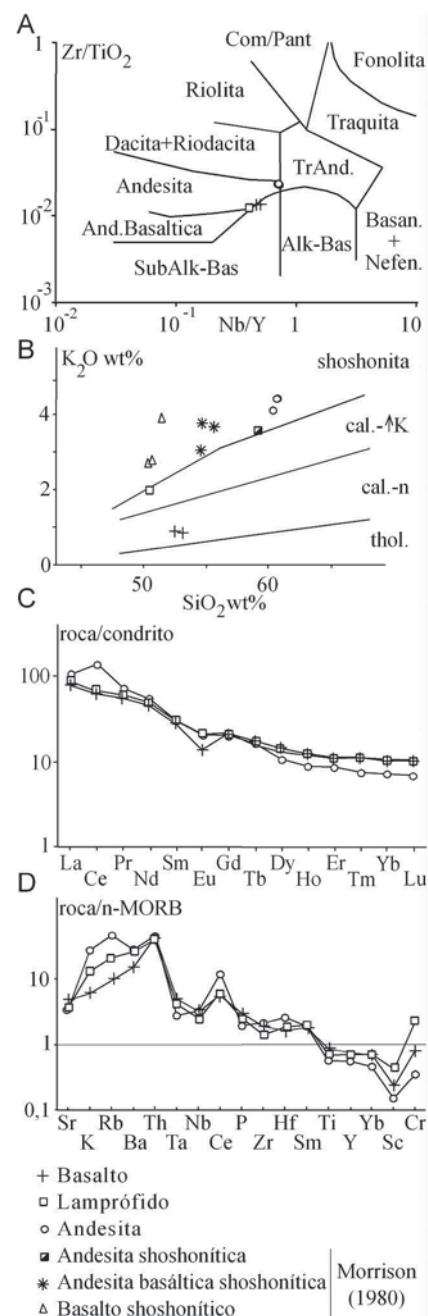 A
Zr/TiO₂
1
10⁻¹
10⁻²
10⁻³
Com/Pant
Fonolita
Riolita
Traquita
Dacita+Riodacita
TrAnd.
Andesita
And.Basaltica
Basan.
+
Nefen.
SubAlk-Bas
Alk-Bas
10⁻²
10⁻¹
Nb/Y
1
10
B
K₂O wt%
shoshonita
4
cal.-↑K
2
cal.-n
thol.
0
50
60
SiO₂wt%
C
roca/condrito
100
10
1
La
Ce
Pr
Nd
Sm
Eu
Gd
Tb
Dy
Ho
Er
Tm
Yb
Lu
D
roca/n-MORB
10
1
0,1
Sr
K
Rb
Ba
Th
Ta
Nb
Ce
P
Zr
Hf
Sm
Ti
Y
Yb
Sc
Cr
Basalto
Lamprófido
Andesita
Andesita shoshonítica
Andesita basáltica shoshonítica
Basalto shoshonítico
Morrison
(1980)